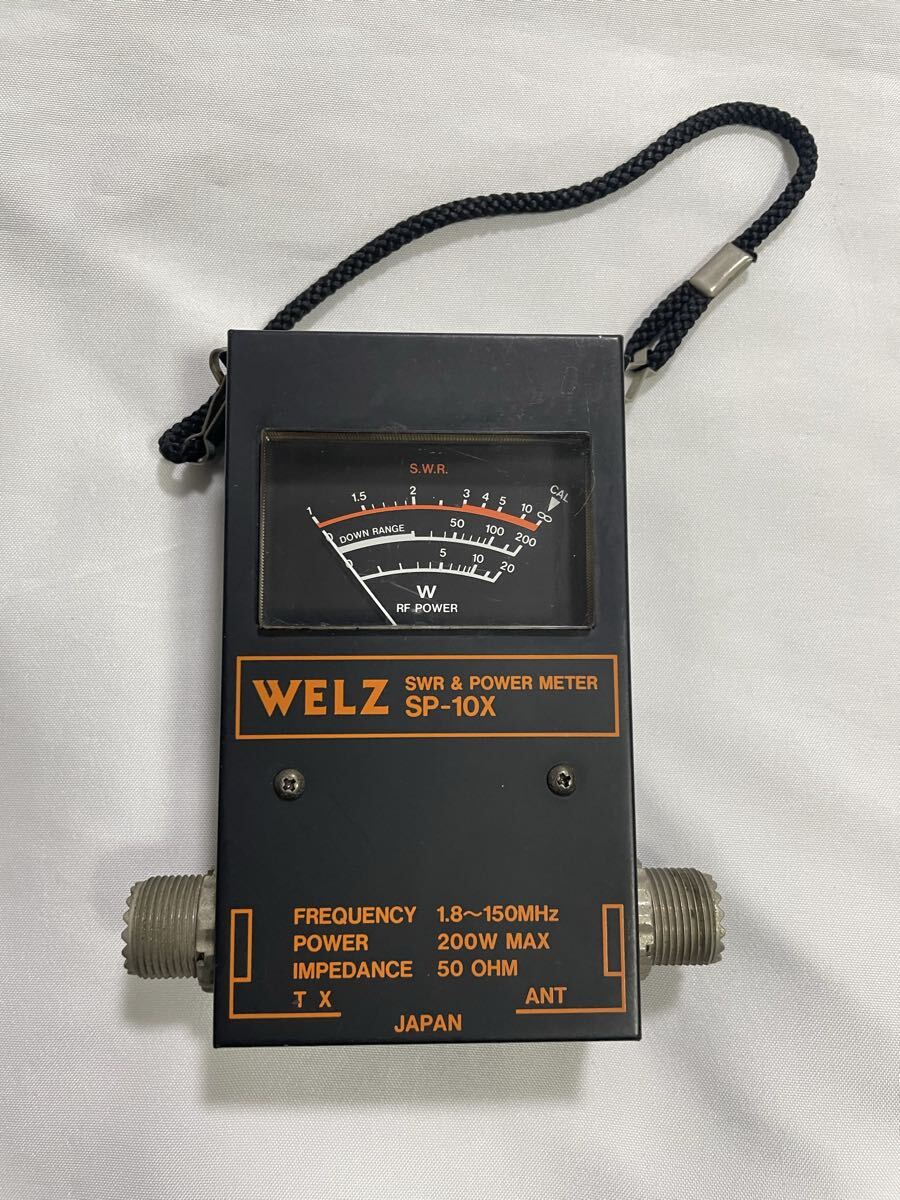 S.W.R.
1 1.5 2 3 4 5 10 ∞ CAL
0 DOWN RANGE 50 100 200
0 5 10 20
W
RF POWER
WELZ SWR & POWER METER
SP-10X
FREQUENCY 1.8～150MHz
POWER 200W MAX
IMPEDANCE 50 OHM
T X ANT
JAPAN